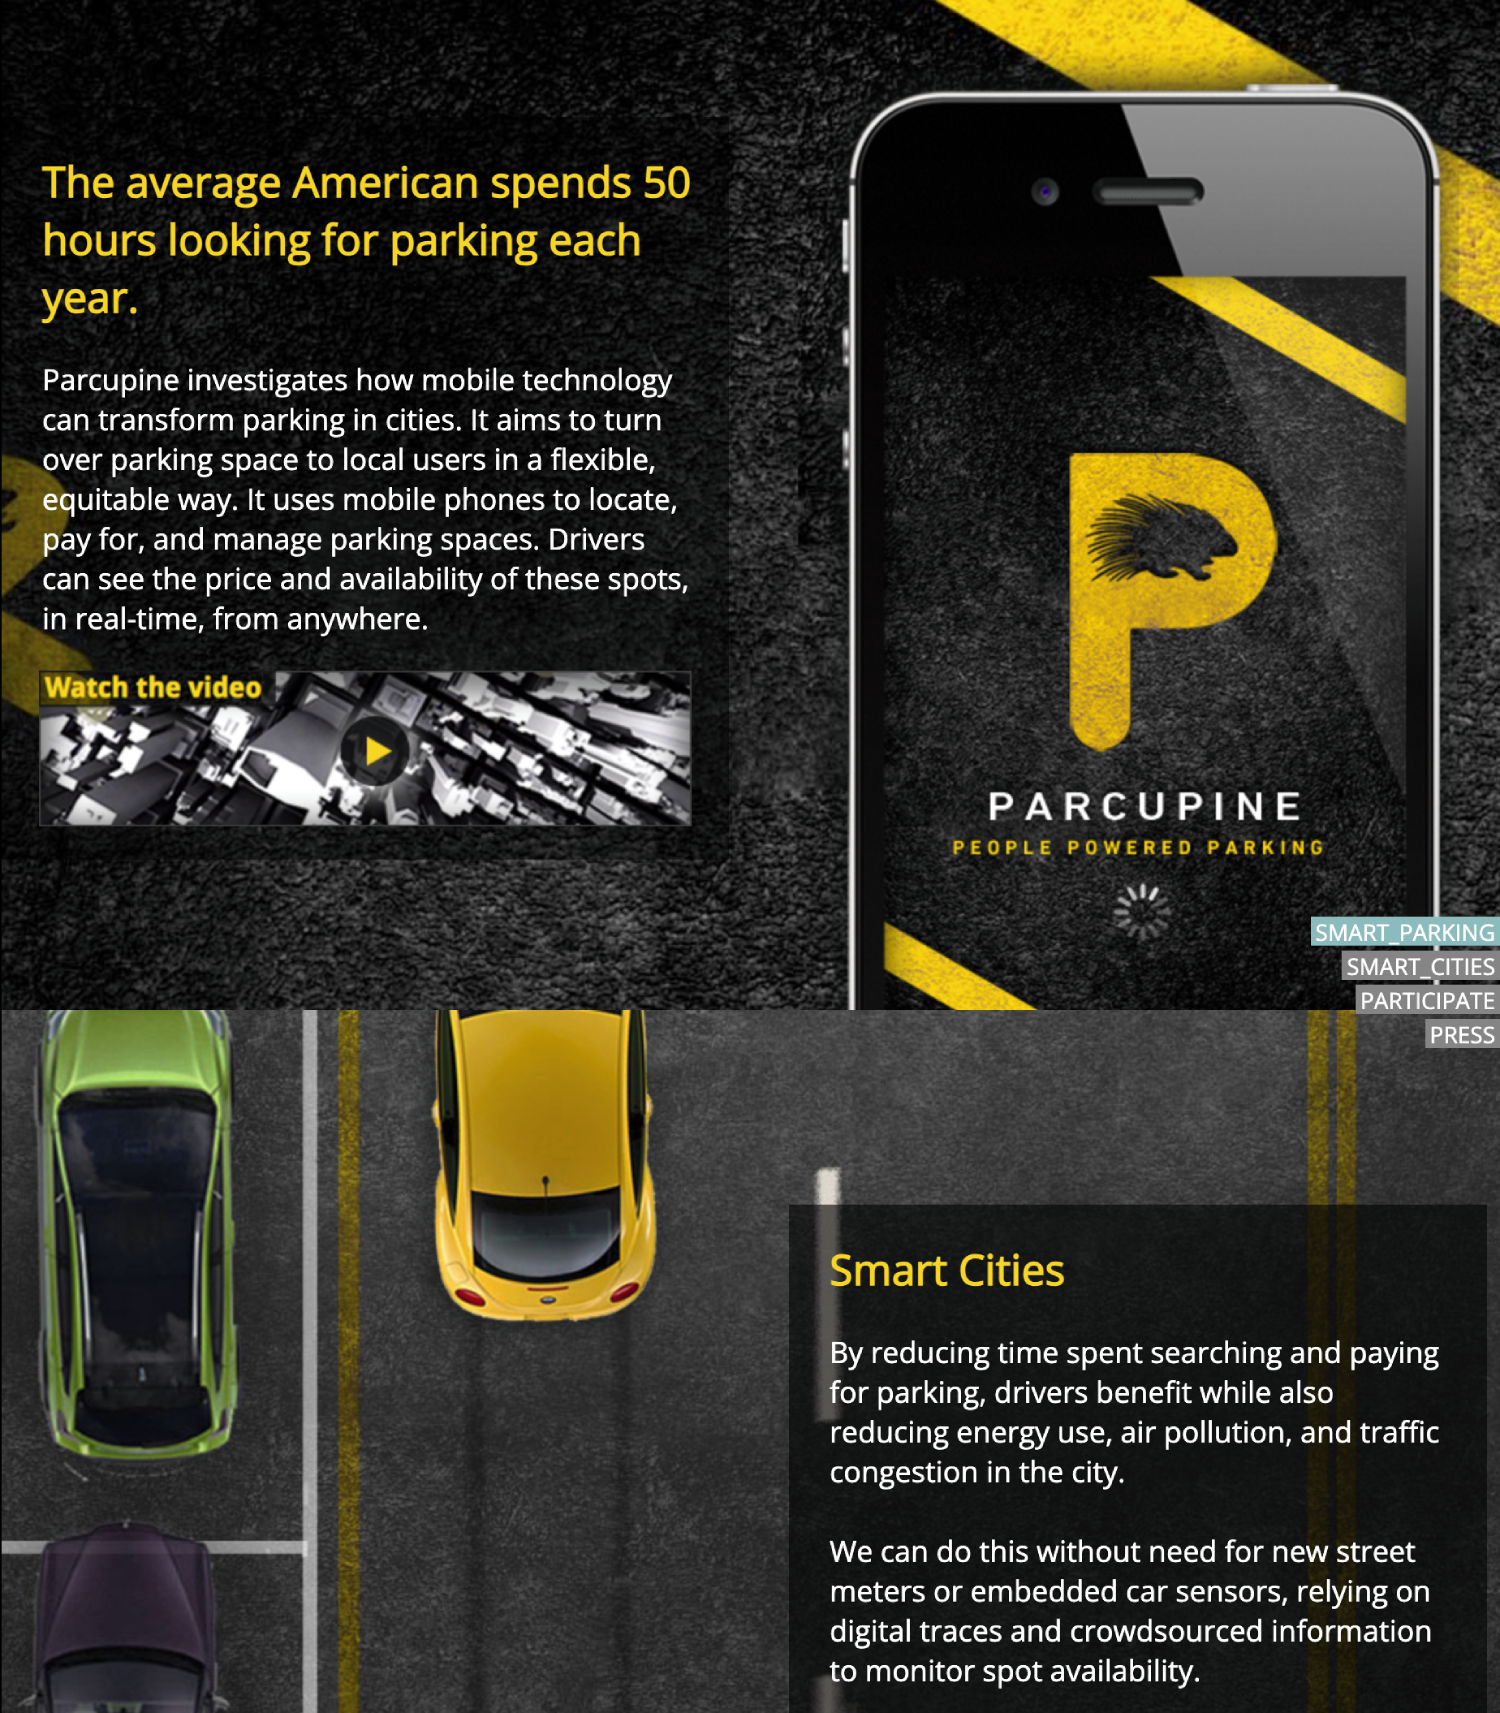 The average American spends 50
hours looking for parking each
year.
Parcupine investigates how mobile technology
can transform parking in cities. It aims to turn
over parking space to local users in a flexible,
equitable way. It uses mobile phones to locate,
pay for, and manage parking spaces. Drivers
can see the price and availability of these spots,
in real-time, from anywhere.
Watch the video
P
PARCUPINE
PEOPLE POWERED PARKING
SMART_PARKING
SMART_CITIES
PARTICIPATE
PRESS
Smart Cities
By reducing time spent searching and paying
for parking, drivers benefit while also
reducing energy use, air pollution, and traffic
congestion in the city.
We can do this without need for new street
meters or embedded car sensors, relying on
digital traces and crowdsourced information
to monitor spot availability.